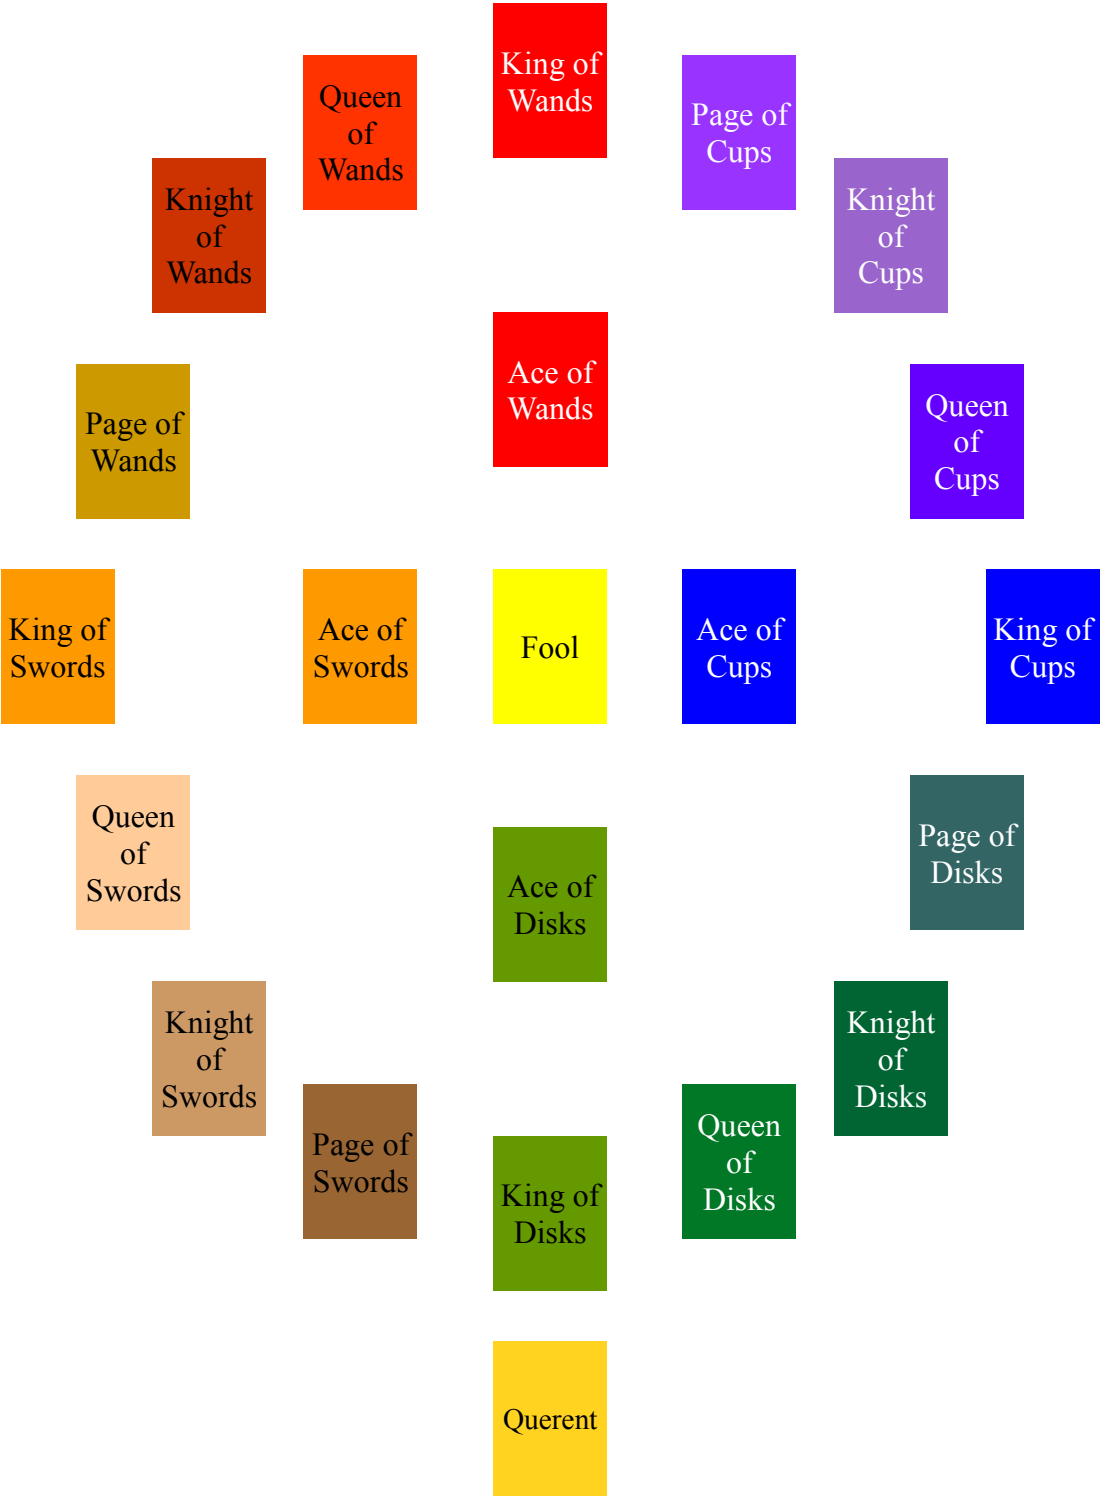 King of
Wands
Queen
of
Wands
Page of
Cups
Knight
of
Wands
Knight
of
Cups
Ace of
Wands
Page of
Wands
Queen
of
Cups
King of
Swords
Ace of
Swords
Fool
Ace of
Cups
King of
Cups
Queen
of
Swords
Page of
Disks
Ace of
Disks
Knight
of
Swords
Knight
of
Disks
Page of
Swords
Queen
of
Disks
King of
Disks
Querent